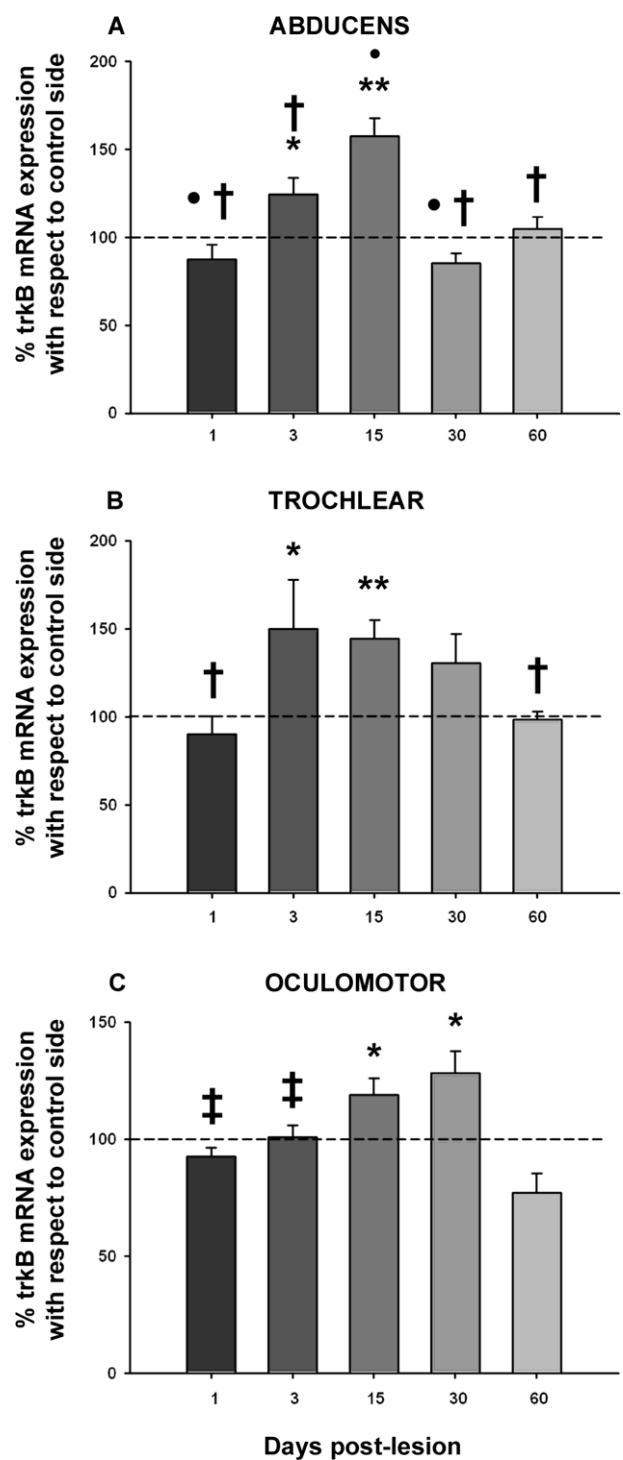 A ABDUCENS
% trkB mRNA expression
with respect to control side
200
150
100
50
0
• †
†
*
•
**
• †
†
1 3 15 30 60
B TROCHLEAR
% trkB mRNA expression
with respect to control side
200
150
100
50
0
†
*
**
†
1 3 15 30 60
C OCULOMOTOR
% trkB mRNA expression
with respect to control side
150
100
50
0
‡
‡
*
*
1 3 15 30 60
Days post-lesion